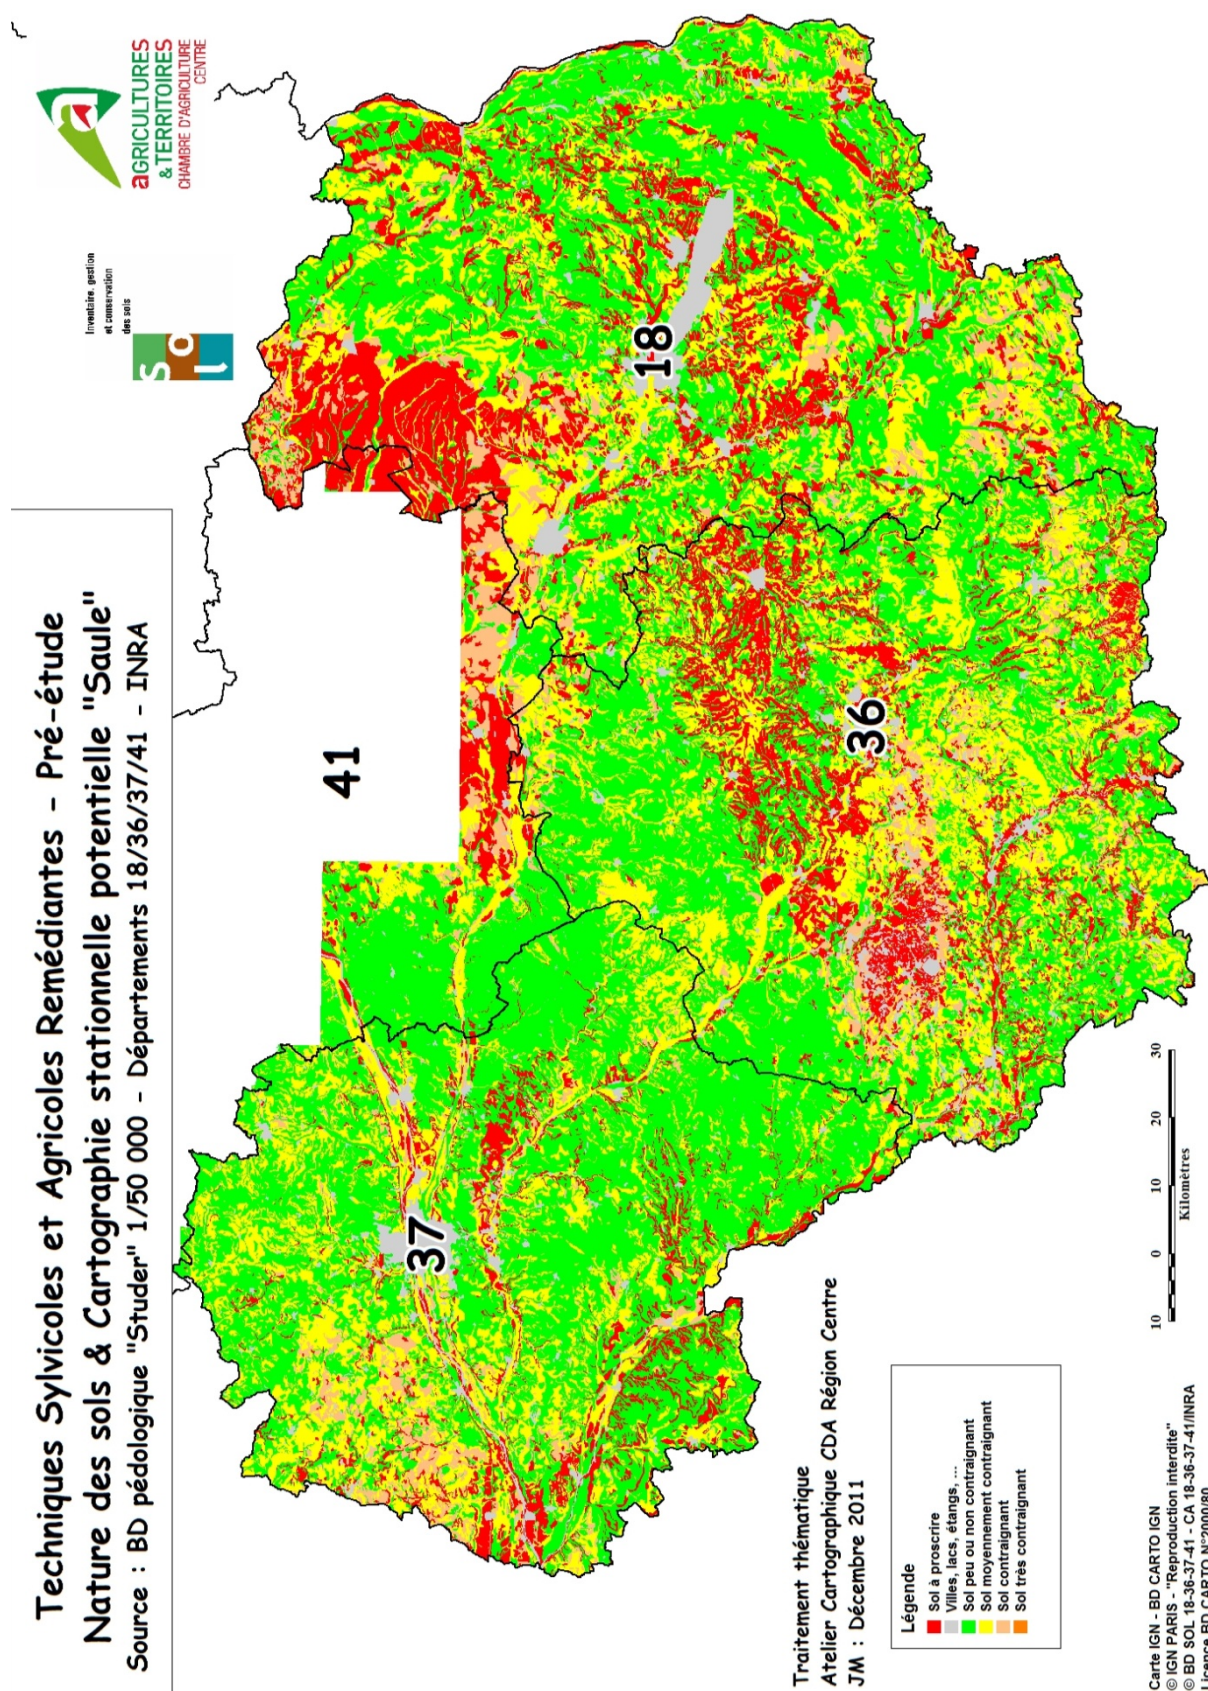 Techniques Sylvicoles et Agricoles Remédiantes - Pré-étude
Nature des sols & Cartographie stationnelle potentielle "Saule"
Source : BD pédologique "Studer" 1/50 000 - Départements 18/36/37/41 - INRA
Inventaire, gestion
et conservation
des sols
S
o
l
a
aGRICULTURES
& TERRITOIRES
CHAMBRE D'AGRICULTURE
CENTRE
41
37
18
36
Traitement thématique
Atelier Cartographique CDA Région Centre
JM : Décembre 2011
Légende
Sol à proscrire
Villes, lacs, étangs, ...
Sol peu ou non contraignant
Sol moyennement contraignant
Sol contraignant
Sol très contraignant
10 0 10 20 30
Kilomètres
Carte IGN - BD CARTO IGN
© IGN PARIS - "Reproduction interdite"
© BD SOL 18-36-37-41 - CA 18-36-37-41/INRA
Licence BD CARTO N°2000/80